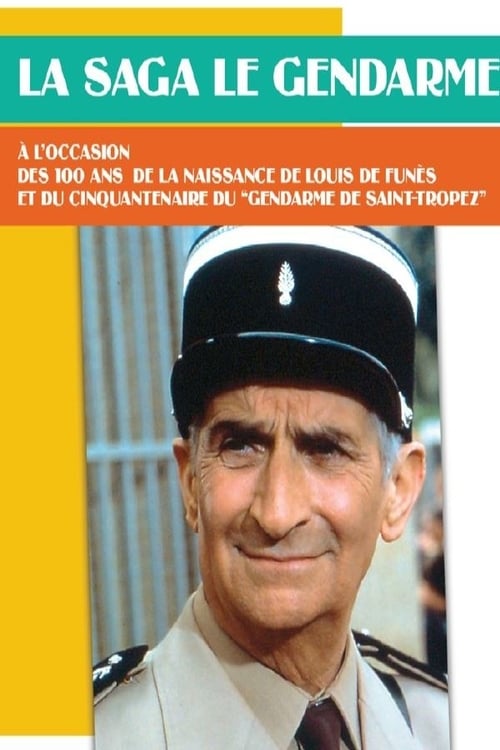 LA SAGA LE GENDARME
À L'OCCASION
DES 100 ANS DE LA NAISSANCE DE LOUIS DE FUNÈS
ET DU CINQUANTENAIRE DU "GENDARME DE SAINT-TROPEZ"